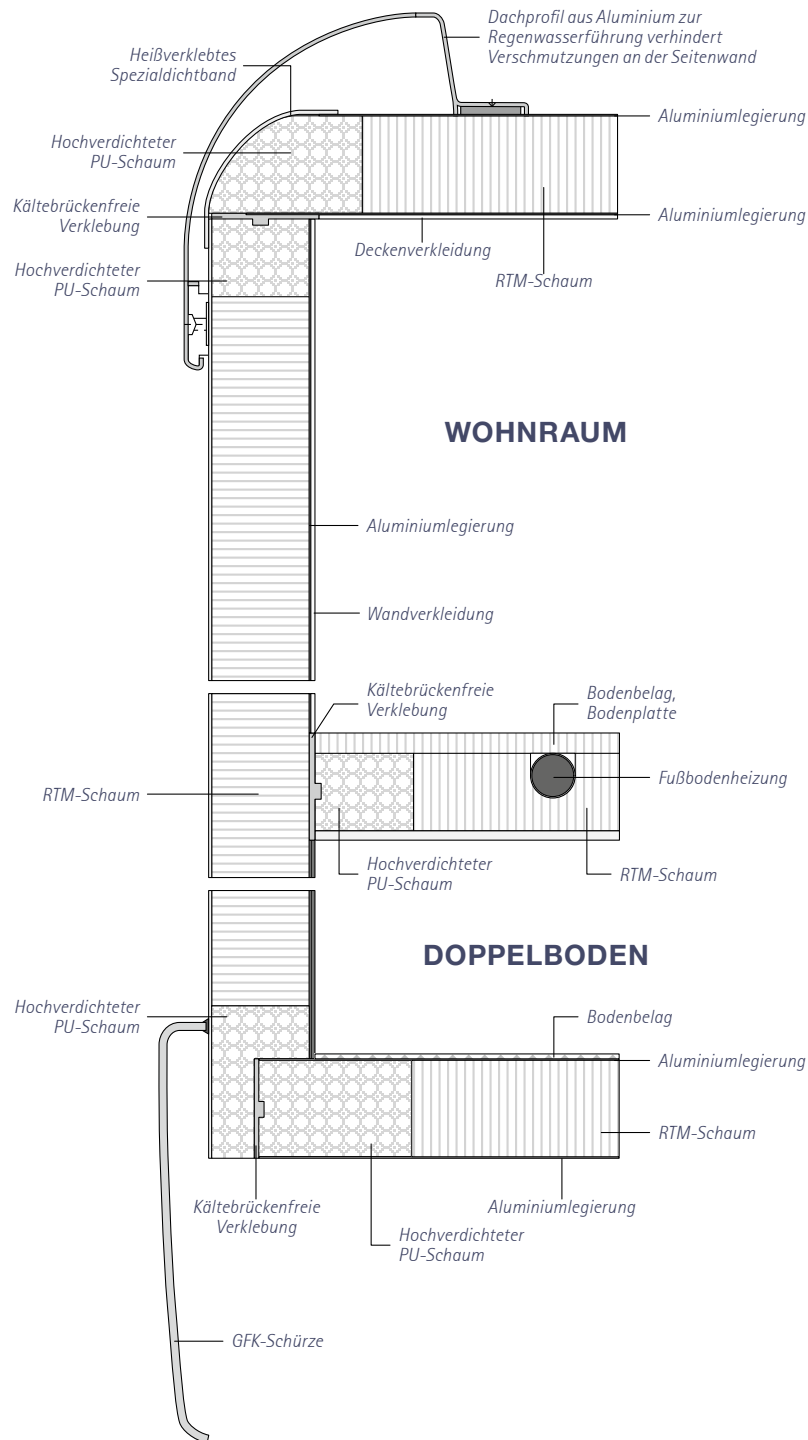 Dachprofil aus Aluminium zur
Regenwasserführung verhindert
Verschmutzungen an der Seitenwand
Heißverklebtes
Spezialdichtband
Aluminiumlegierung
Hochverdichteter
PU-Schaum
Kältebrückenfreie
Verklebung
Aluminiumlegierung
Deckenverkleidung
Hochverdichteter
PU-Schaum
RTM-Schaum
WOHNRAUM
Aluminiumlegierung
Wandverkleidung
Kältebrückenfreie
Verklebung
Bodenbelag,
Bodenplatte
RTM-Schaum
Fußbodenheizung
Hochverdichteter
PU-Schaum
RTM-Schaum
DOPPELBODEN
Hochverdichteter
PU-Schaum
Bodenbelag
Aluminiumlegierung
RTM-Schaum
Kältebrückenfreie
Verklebung
Aluminiumlegierung
Hochverdichteter
PU-Schaum
GFK-Schürze